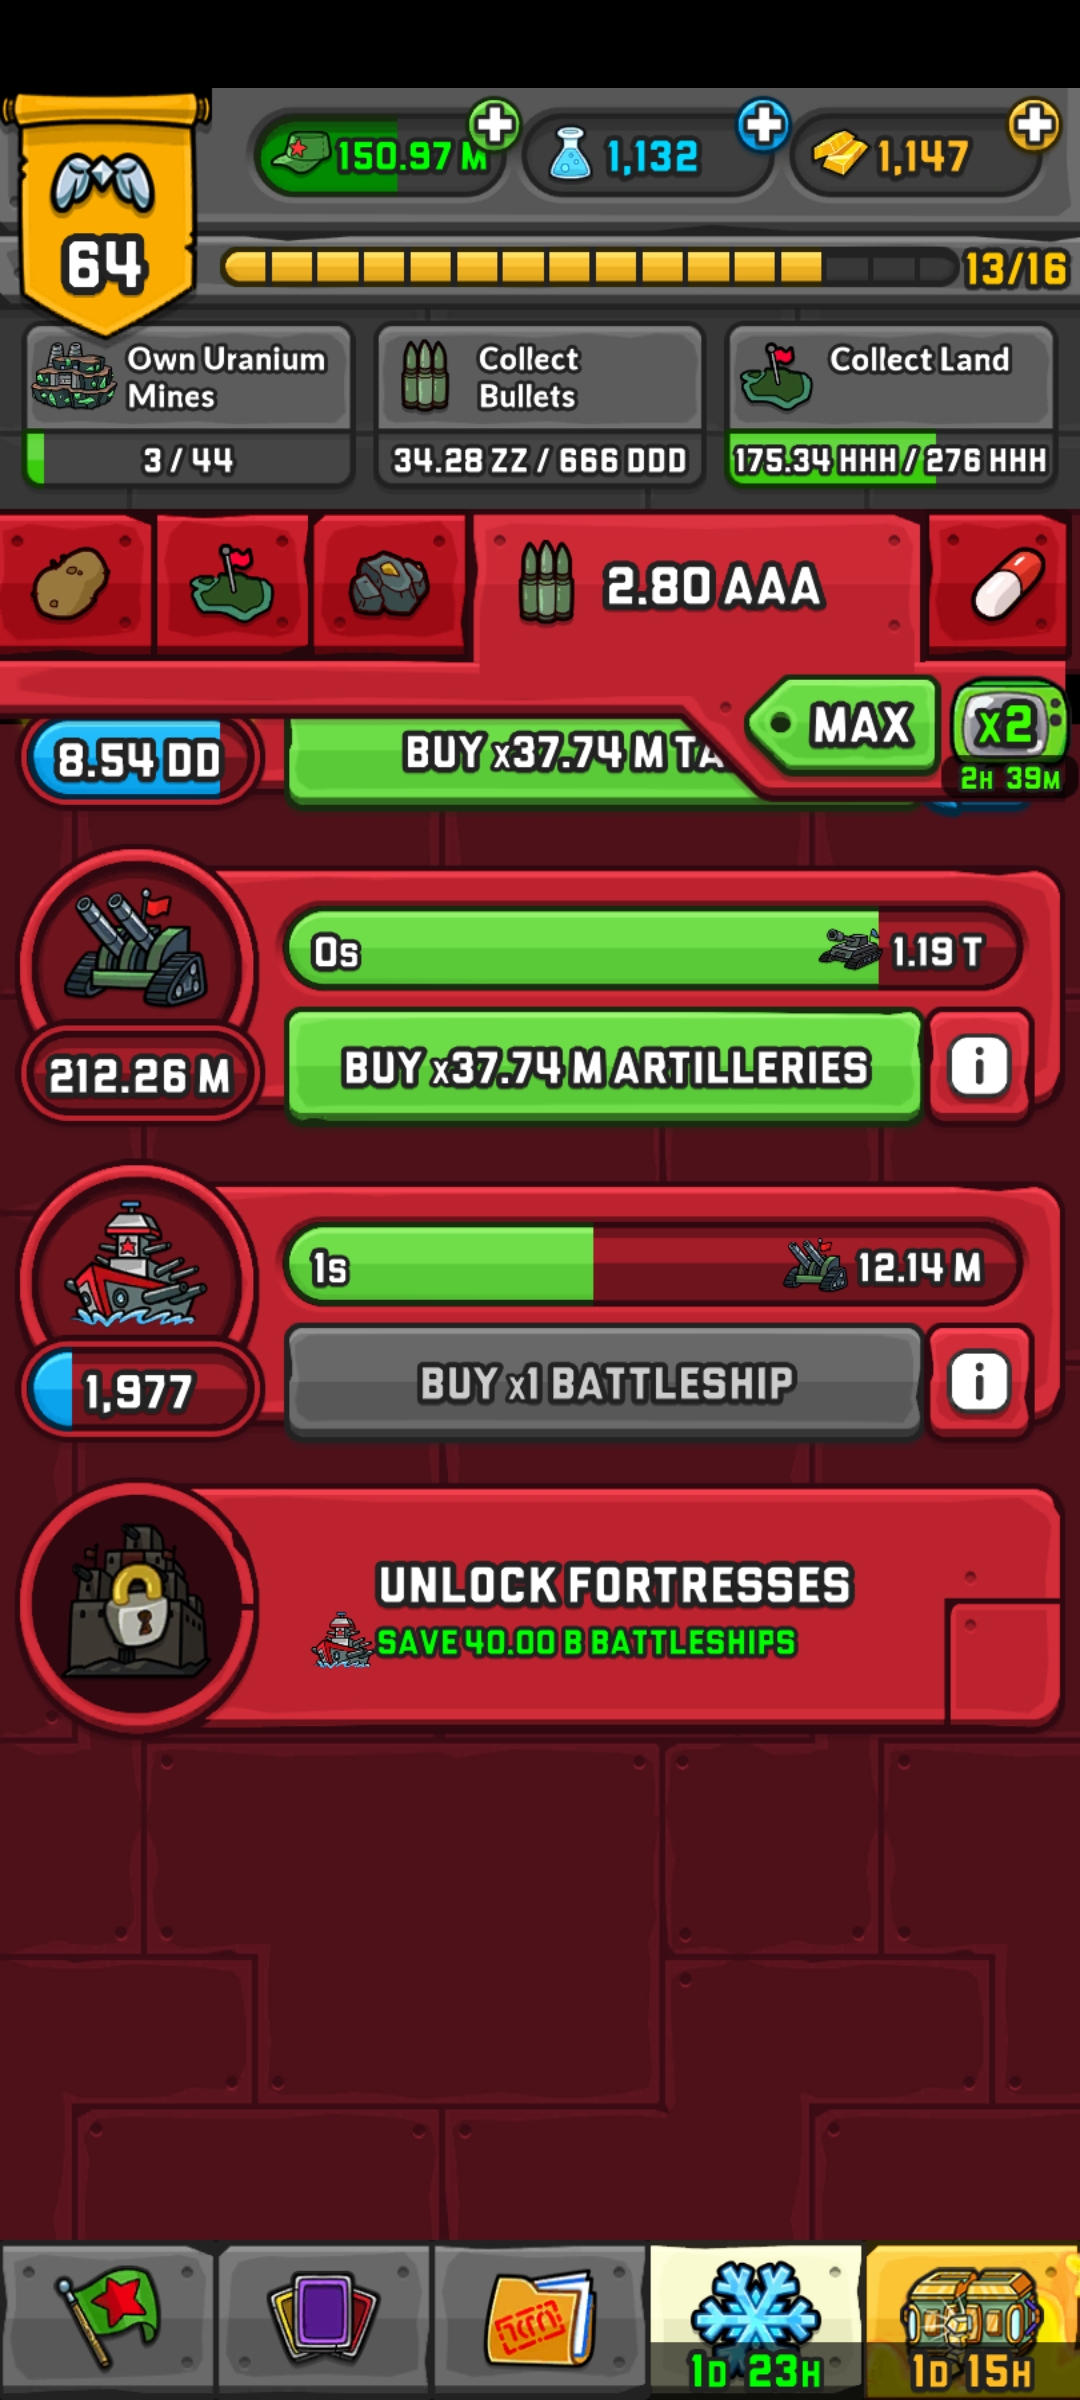 150.97 M
1,132
1,147
64
13/16
Own Uranium
Mines
3 / 44
Collect
Bullets
34.28 ZZ / 666 DDD
Collect Land
175.34 HHH / 276 HHH
2.80 AAA
MAX
x2
2H 39M
8.54 DD
BUY x37.74 M TA
0s
1.19 T
212.26 M
BUY x37.74 M ARTILLERIES
i
1s
12.14 M
1,977
BUY x1 BATTLESHIP
i
UNLOCK FORTRESSES
SAVE 40.00 B BATTLESHIPS
1D 23H
1D 15H